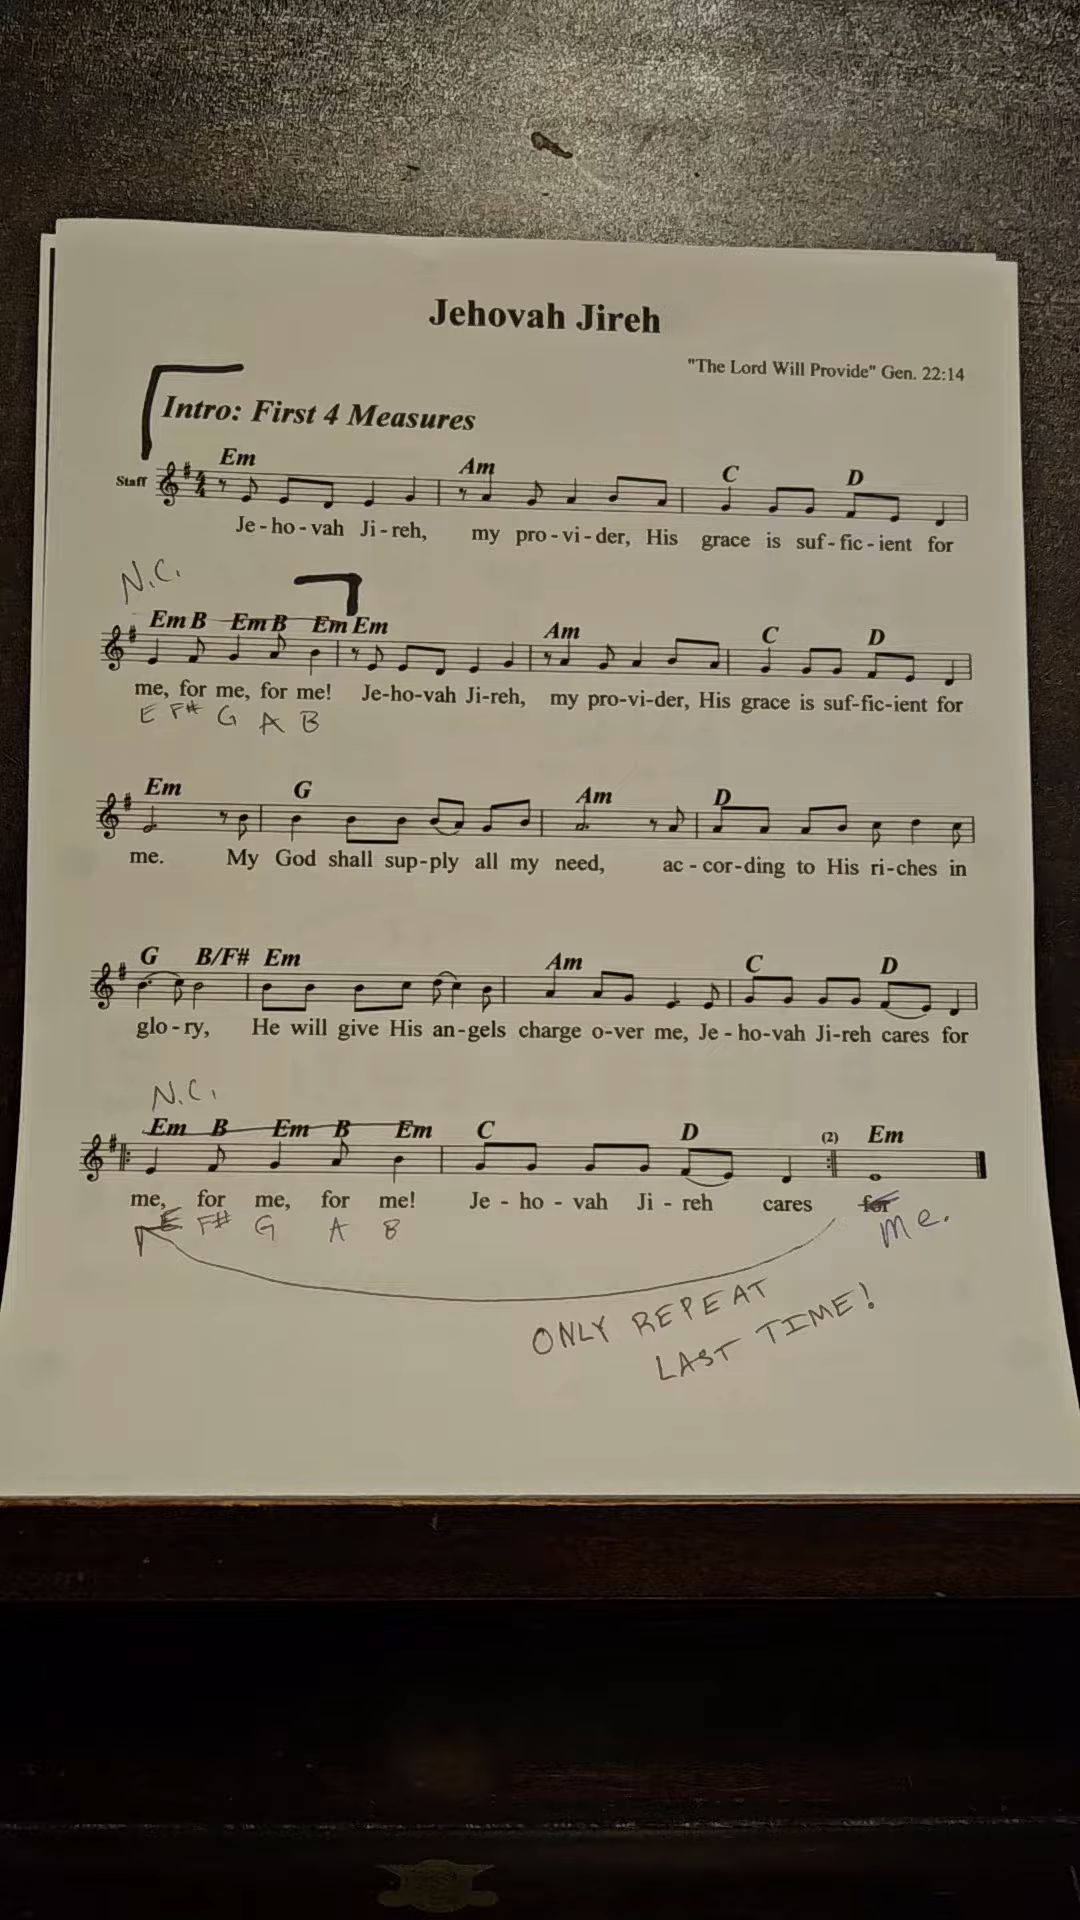 Jehovah Jireh
"The Lord Will Provide" Gen. 22:14
Intro: First 4 Measures
Em Am C D
Staff
4
4
Je - ho - vah Ji - reh, my pro - vi - der, His grace is suf - fic - ient for
N.C.
Em B Em B Em Em Am C D
me, for me, for me! Je-ho-vah Ji-reh, my pro-vi-der, His grace is suf-fic-ient for
E F# G A B
Em G Am D
me. My God shall sup-ply all my need, ac - cor-ding to His ri-ches in
G B/F# Em Am C D
glo - ry, He will give His an-gels charge o-ver me, Je - ho-vah Ji-reh cares for
N.C.
Em B Em B Em C D (2) Em
me, for me, for me! Je - ho - vah Ji - reh cares for
E F# G A B me.
ONLY REPEAT
LAST TIME!